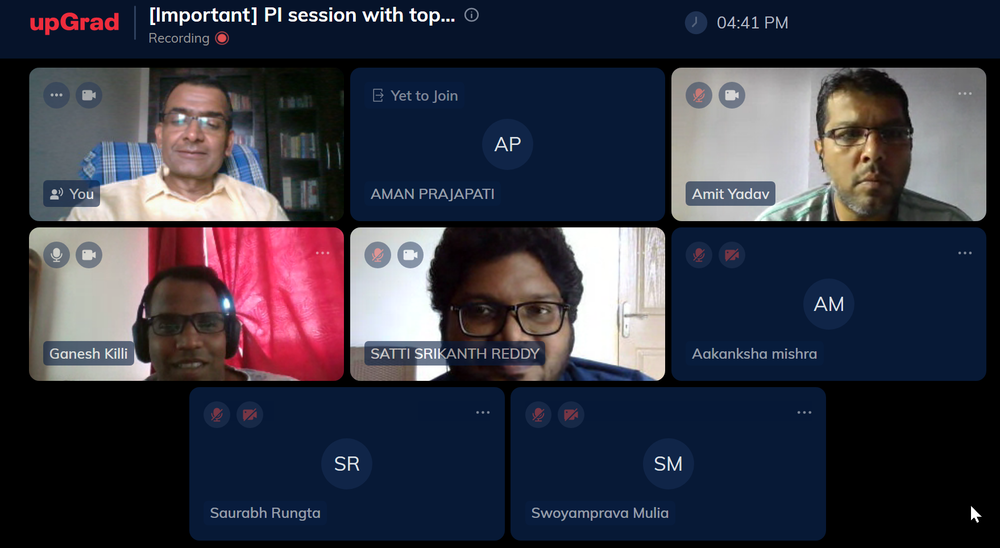 upGrad
[Important] PI session with top...
Recording
04:41 PM
You
Yet to Join
AP
AMAN PRAJAPATI
Amit Yadav
Ganesh Killi
SATTI SRIKANTH REDDY
AM
Aakanksha mishra
SR
Saurabh Rungta
SM
Swoyamprava Mulia